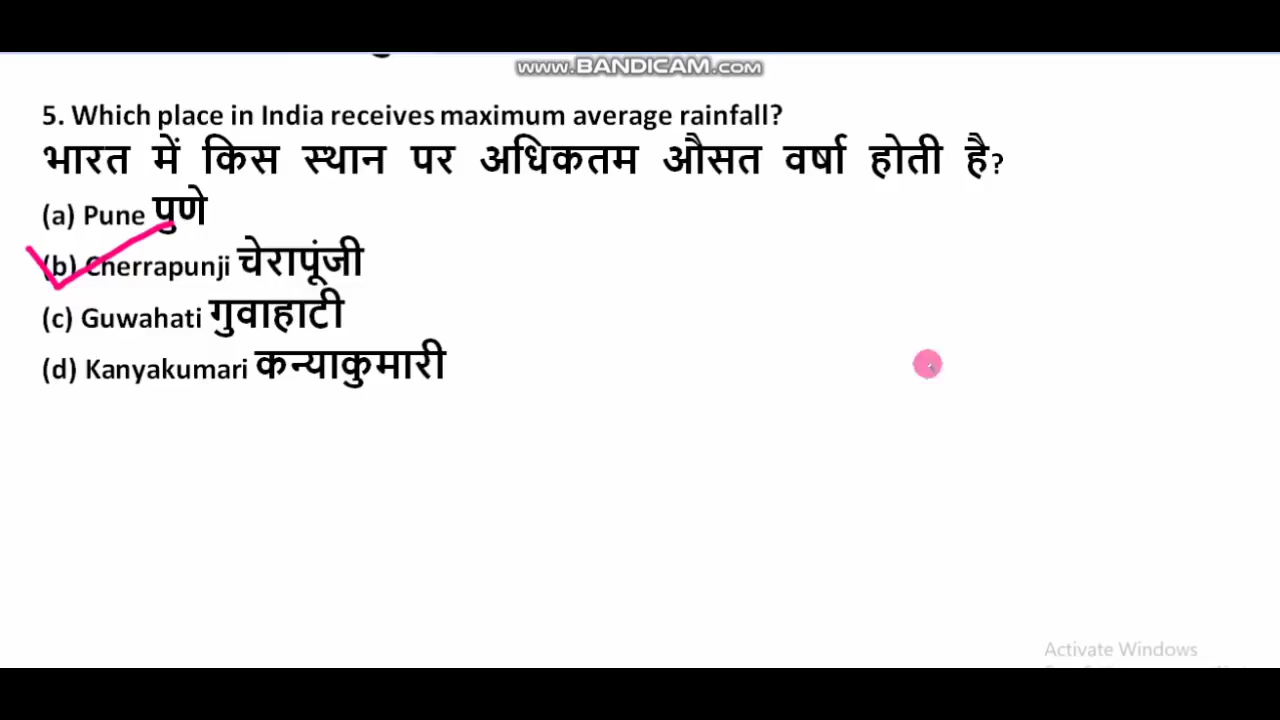 www.BANDICAM.com
5. Which place in India receives maximum average rainfall?
भारत में किस स्थान पर अधिकतम औसत वर्षा होती है?
(a) Pune पुणे
(b) Cherrapunji चेरापूंजी
(c) Guwahati गुवाहाटी
(d) Kanyakumari कन्याकुमारी
Activate Windows